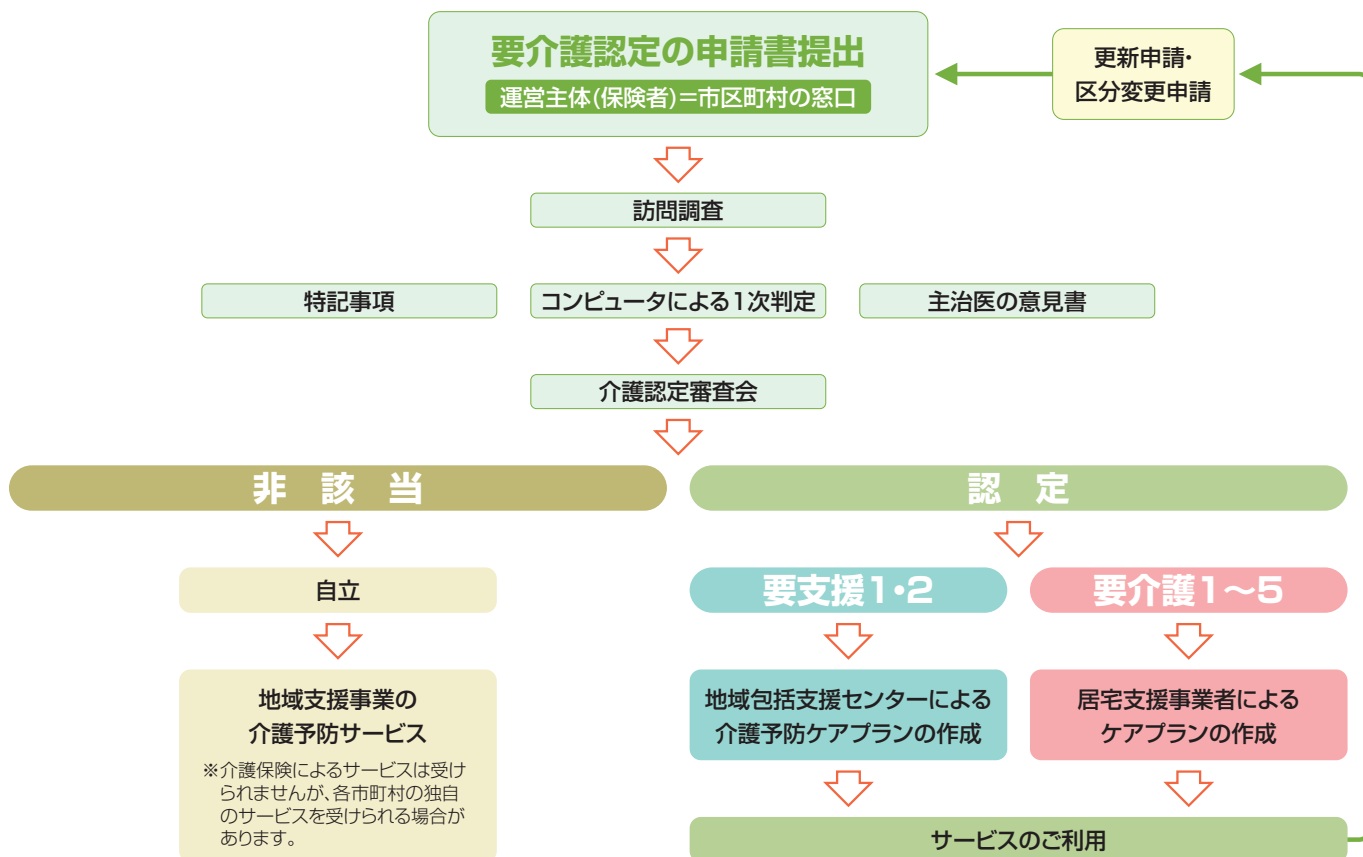 要介護認定の申請書提出
運営主体(保険者)=市区町村の窓口
更新申請・
区分変更申請
訪問調査
特記事項
コンピュータによる1次判定
主治医の意見書
介護認定審査会
非該当
認定
自立
要支援1・2
要介護1〜5
地域支援事業の
介護予防サービス
※介護保険によるサービスは受け
られませんが、各市町村の独自
のサービスを受けられる場合が
あります。
地域包括支援センターによる
介護予防ケアプランの作成
居宅支援事業者による
ケアプランの作成
サービスのご利用